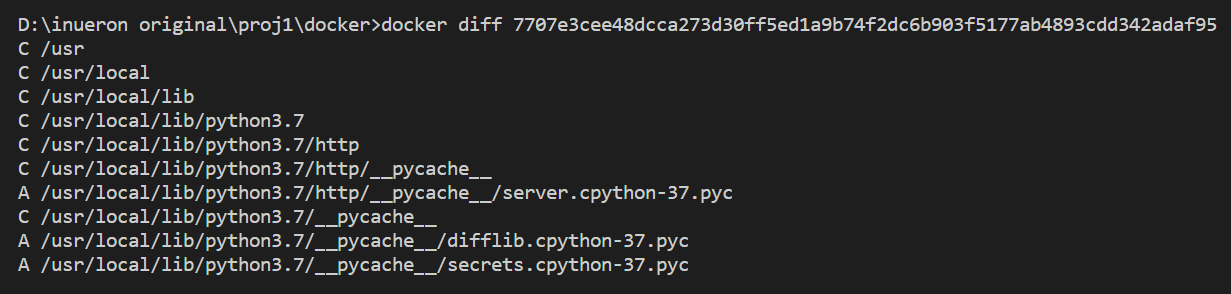 D:\inueron original\proj1\docker>docker diff 7707e3cee48dcca273d30ff5ed1a9b74f2dc6b903f5177ab4893cdd342adaf95
C /usr
C /usr/local
C /usr/local/lib
C /usr/local/lib/python3.7
C /usr/local/lib/python3.7/http
C /usr/local/lib/python3.7/http/__pycache__
A /usr/local/lib/python3.7/http/__pycache__/server.cpython-37.pyc
C /usr/local/lib/python3.7/__pycache__
A /usr/local/lib/python3.7/__pycache__/difflib.cpython-37.pyc
A /usr/local/lib/python3.7/__pycache__/secrets.cpython-37.pyc